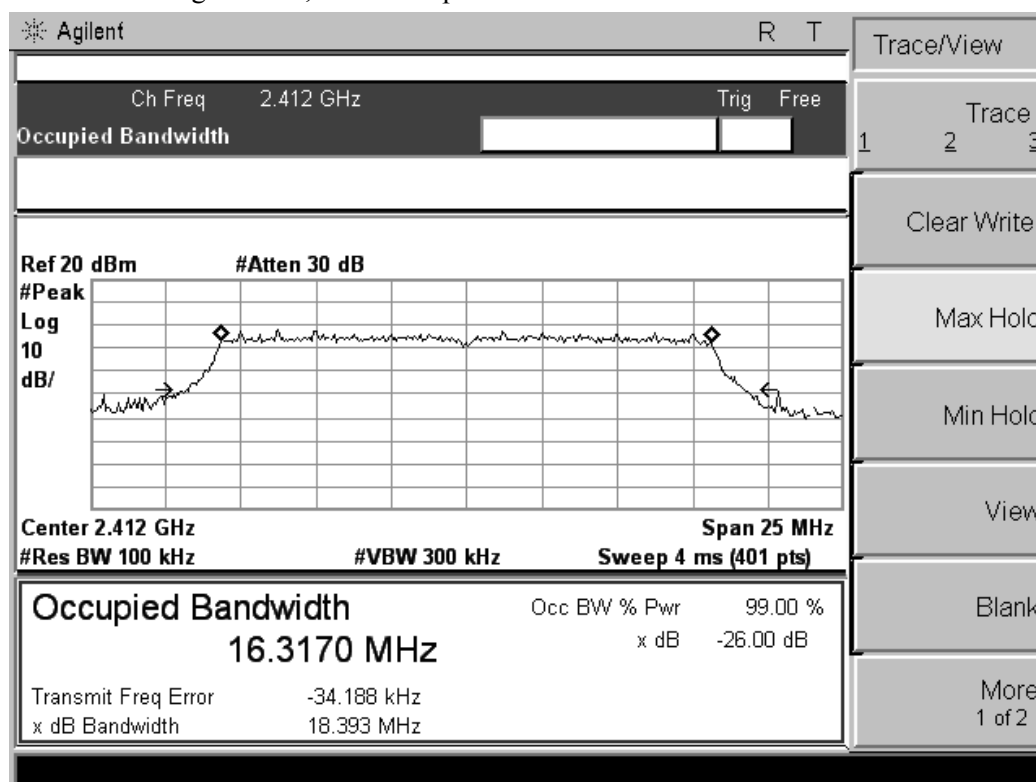 Agilent R T
Trace/View
Ch Freq 2.412 GHz Trig Free
Occupied Bandwidth
Trace
1 2 3
Clear Write
Max Hold
Min Hold
View
Blank
More
1 of 2
Ref 20 dBm #Atten 30 dB
#Peak
Log
10
dB/
Center 2.412 GHz Span 25 MHz
#Res BW 100 kHz #VBW 300 kHz Sweep 4 ms (401 pts)
Occupied Bandwidth
16.3170 MHz
Occ BW % Pwr 99.00 %
x dB -26.00 dB
Transmit Freq Error -34.188 kHz
x dB Bandwidth 18.393 MHz